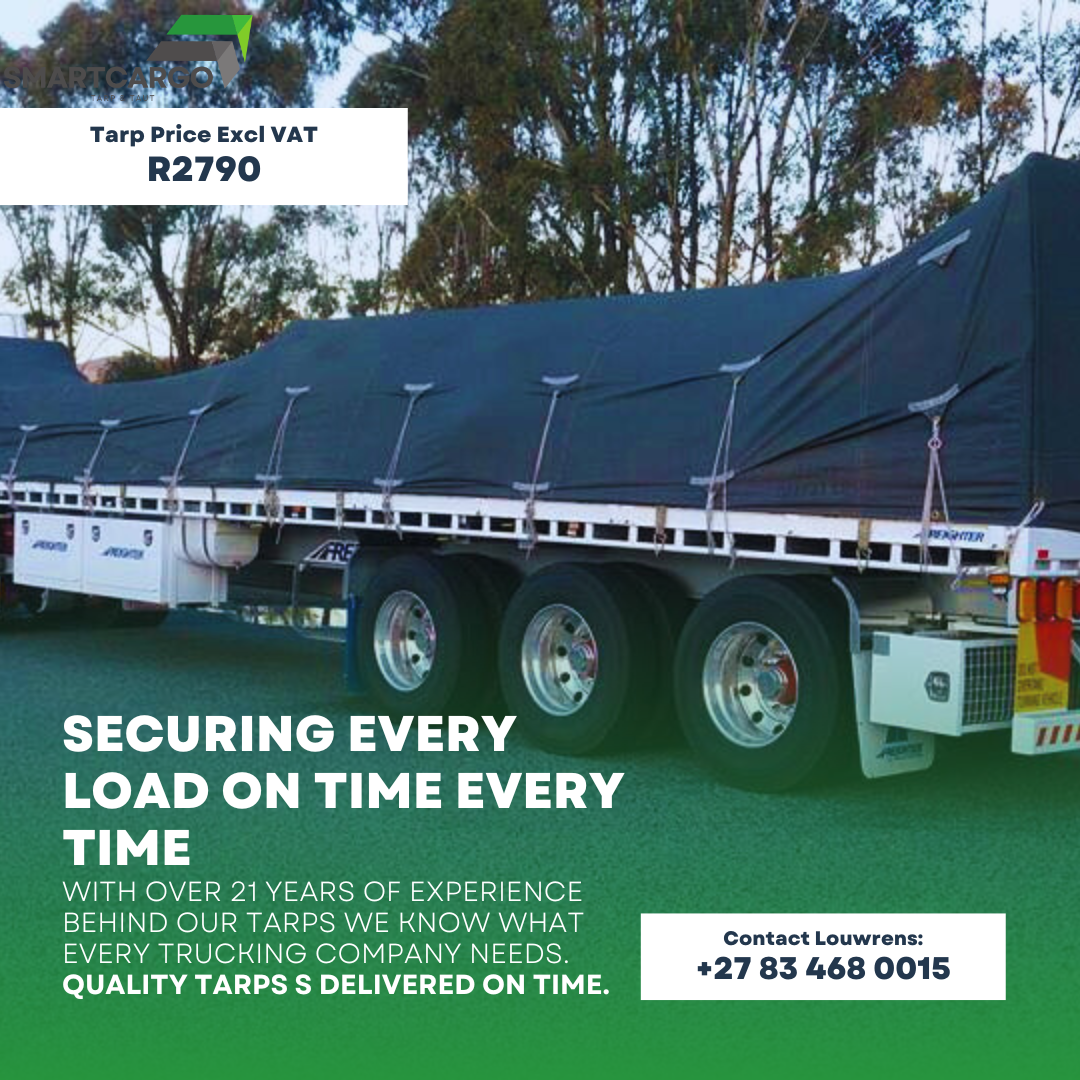 SMARTCARGO
Tarp Price Excl VAT
R2790
FREIGHTER
FREIGHTER
FREIGHTER
SECURING EVERY
LOAD ON TIME EVERY
TIME
WITH OVER 21 YEARS OF EXPERIENCE
BEHIND OUR TARPS WE KNOW WHAT
EVERY TRUCKING COMPANY NEEDS.
QUALITY TARPS S DELIVERED ON TIME.
Contact Louwrens:
+27 83 468 0015